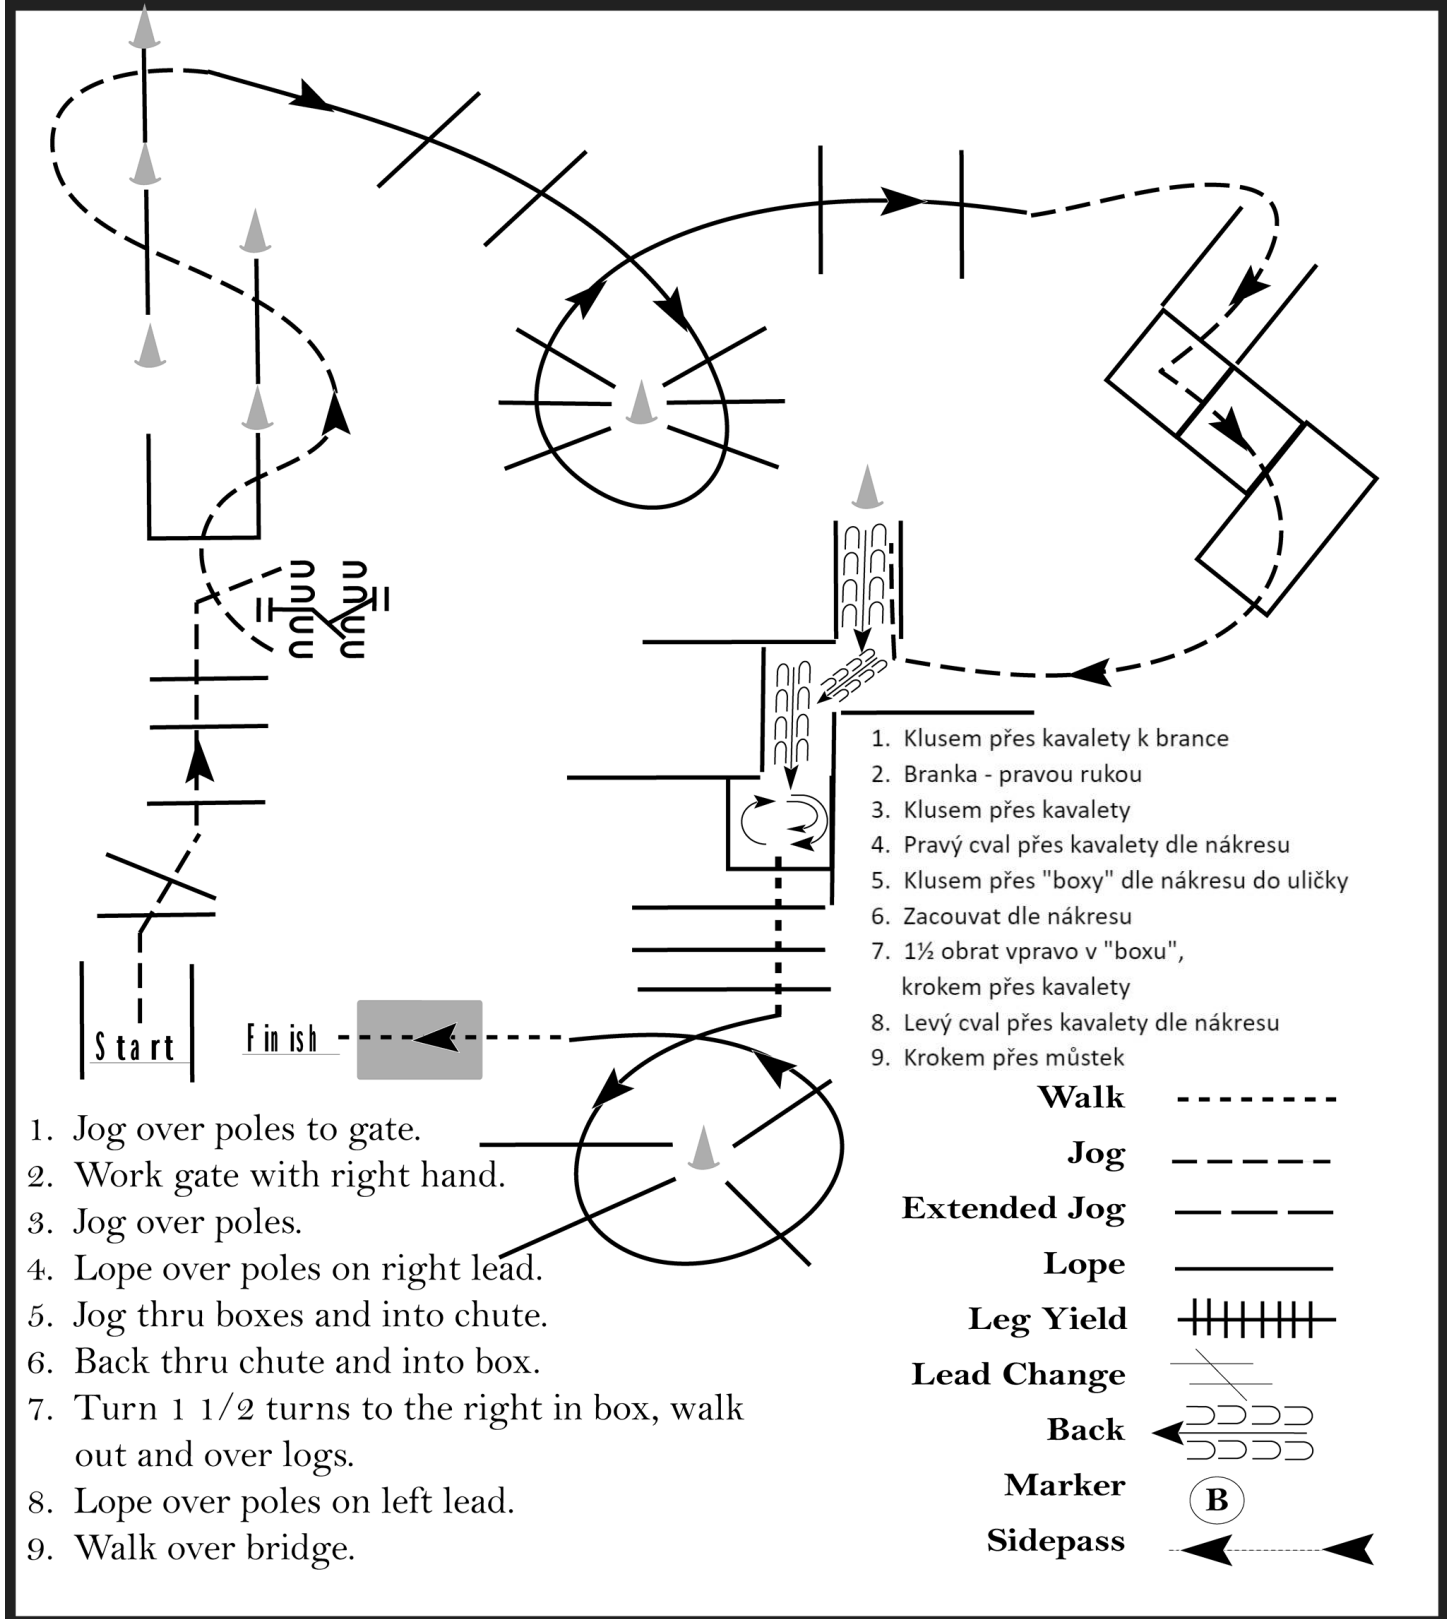 1. Klusem přes kavalety k brance
2. Branka - pravou rukou
3. Klusem přes kavalety
4. Pravý cval přes kavalety dle nákresu
5. Klusem přes "boxy" dle nákresu do uličky
6. Zacouvat dle nákresu
7. 1½ obrat vpravo v "boxu",
krokem přes kavalety
8. Levý cval přes kavalety dle nákresu
9. Krokem přes můstek
Start
Finish
1. Jog over poles to gate.
2. Work gate with right hand.
3. Jog over poles.
4. Lope over poles on right lead.
5. Jog thru boxes and into chute.
6. Back thru chute and into box.
7. Turn 1 1/2 turns to the right in box, walk
out and over logs.
8. Lope over poles on left lead.
9. Walk over bridge.
Walk
Jog
Extended Jog
Lope
Leg Yield
Lead Change
Back
Marker B
Sidepass